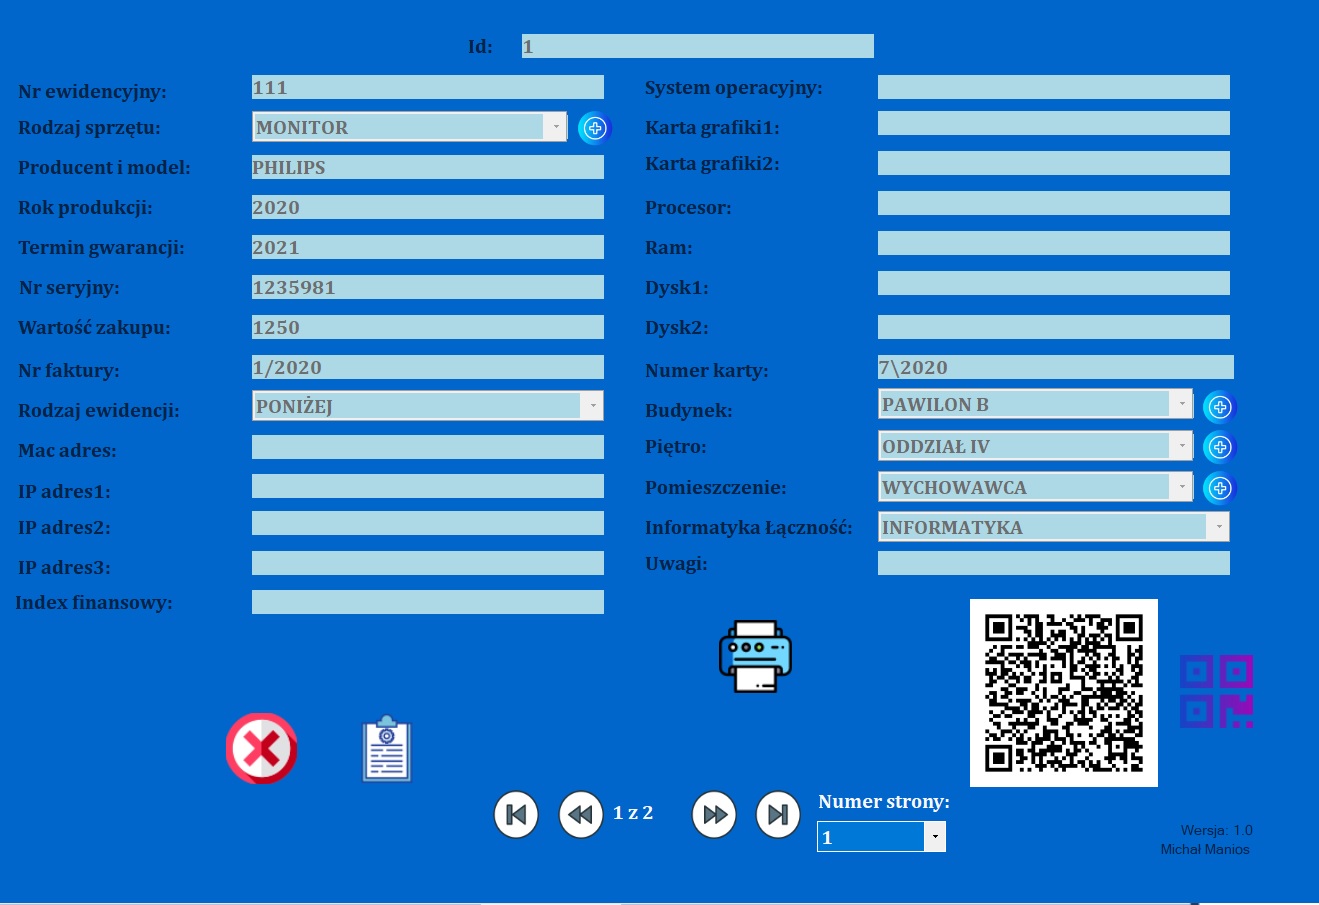 Id: 1
Nr ewidencyjny: 111
Rodzaj sprzętu: MONITOR
Producent i model: PHILIPS
Rok produkcji: 2020
Termin gwarancji: 2021
Nr seryjny: 1235981
Wartość zakupu: 1250
Nr faktury: 1/2020
Rodzaj ewidencji: PONIŻEJ
Mac adres:
IP adres1:
IP adres2:
IP adres3:
Index finansowy:
System operacyjny:
Karta grafiki1:
Karta grafiki2:
Procesor:
Ram:
Dysk1:
Dysk2:
Numer karty: 7\2020
Budynek: PAWILON B
Piętro: ODDZIAŁ IV
Pomieszczenie: WYCHOWAWCA
Informatyka Łączność: INFORMATYKA
Uwagi:
1 z 2
Numer strony:
1
Wersja: 1.0
Michał Manios